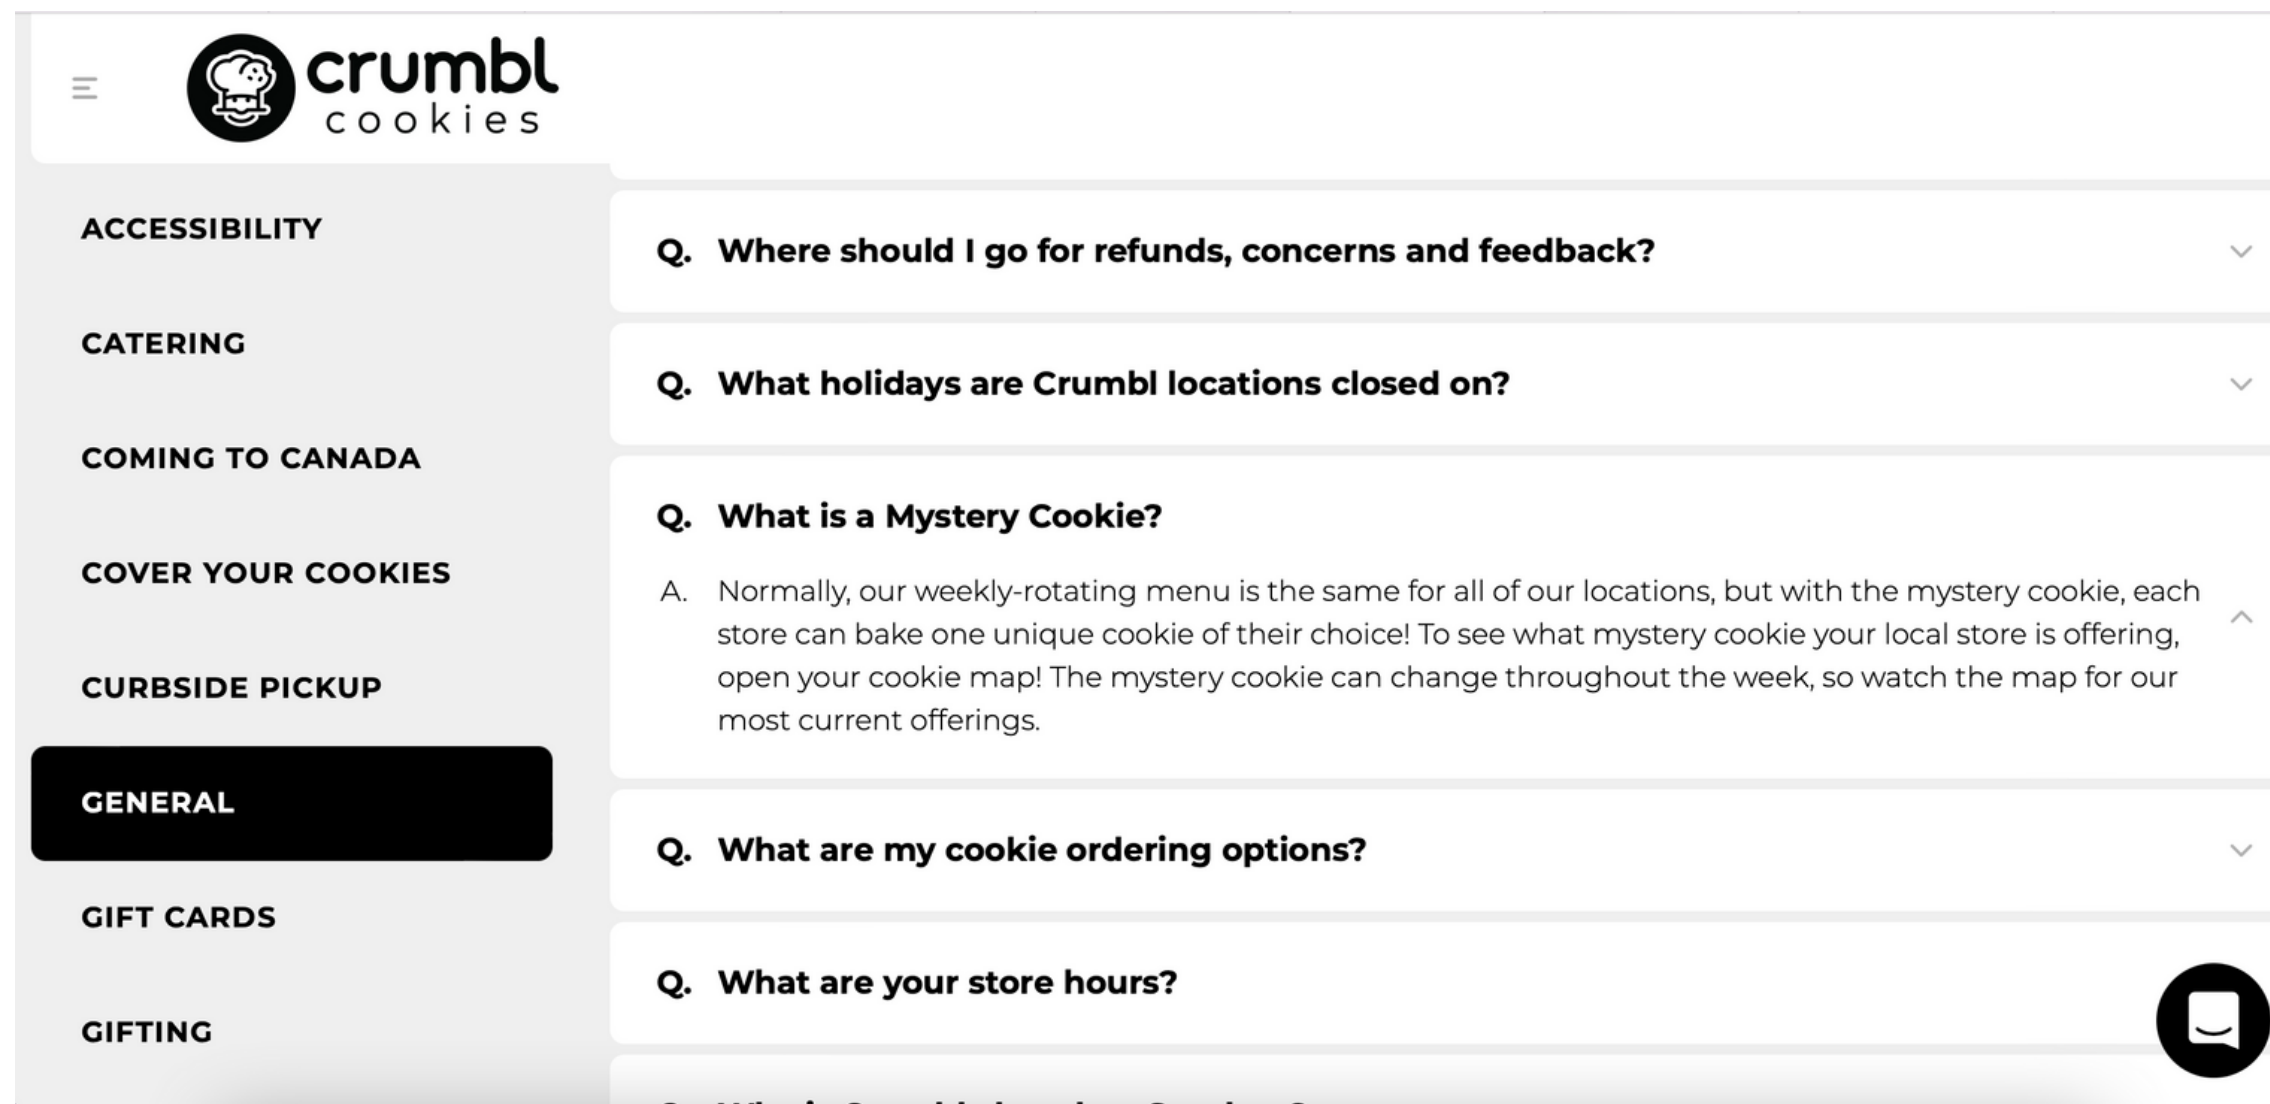 crumbl
cookies
ACCESSIBILITY
CATERING
COMING TO CANADA
COVER YOUR COOKIES
CURBSIDE PICKUP
GENERAL
GIFT CARDS
GIFTING
Q. Where should I go for refunds, concerns and feedback?
Q. What holidays are Crumbl locations closed on?
Q. What is a Mystery Cookie?
A. Normally, our weekly-rotating menu is the same for all of our locations, but with the mystery cookie, each
store can bake one unique cookie of their choice! To see what mystery cookie your local store is offering,
open your cookie map! The mystery cookie can change throughout the week, so watch the map for our
most current offerings.
Q. What are my cookie ordering options?
Q. What are your store hours?